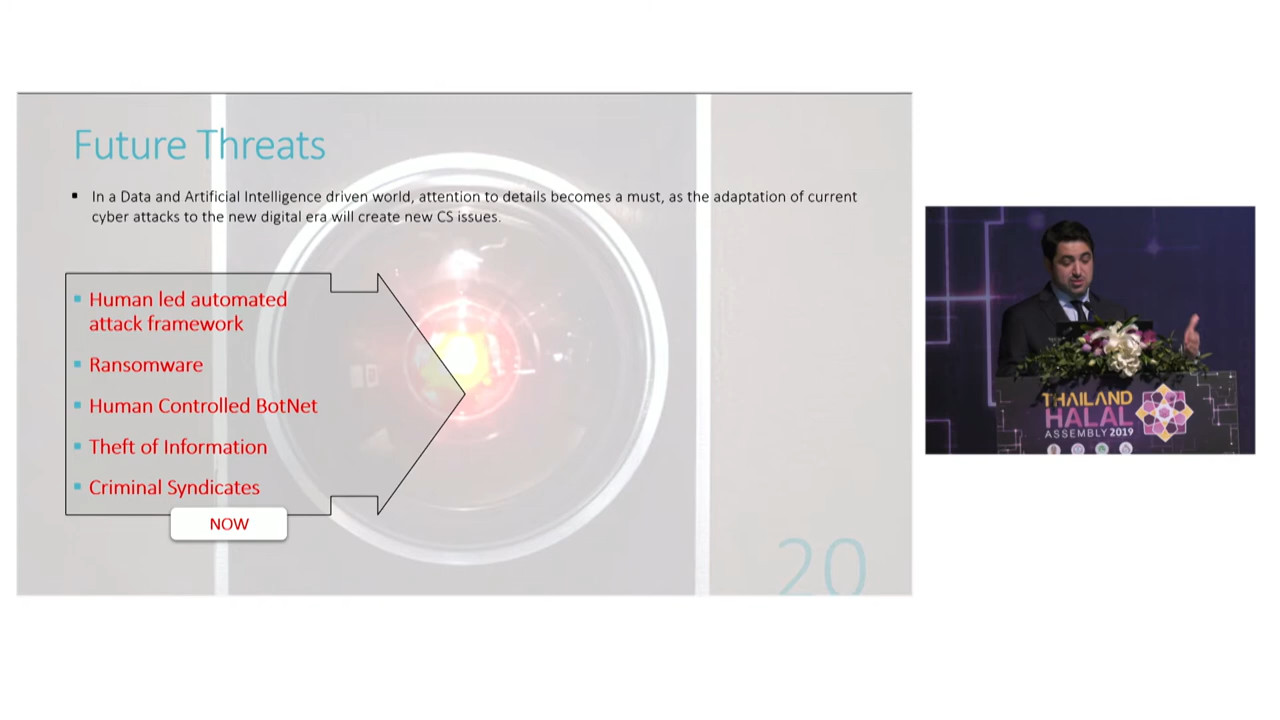 Future Threats
▪ In a Data and Artificial Intelligence driven world, attention to details becomes a must, as the adaptation of current
cyber attacks to the new digital era will create new CS issues.
▪ Human led automated
attack framework
▪ Ransomware
▪ Human Controlled BotNet
▪ Theft of Information
▪ Criminal Syndicates
NOW
20
THAILAND
HALAL
ASSEMBLY 2019